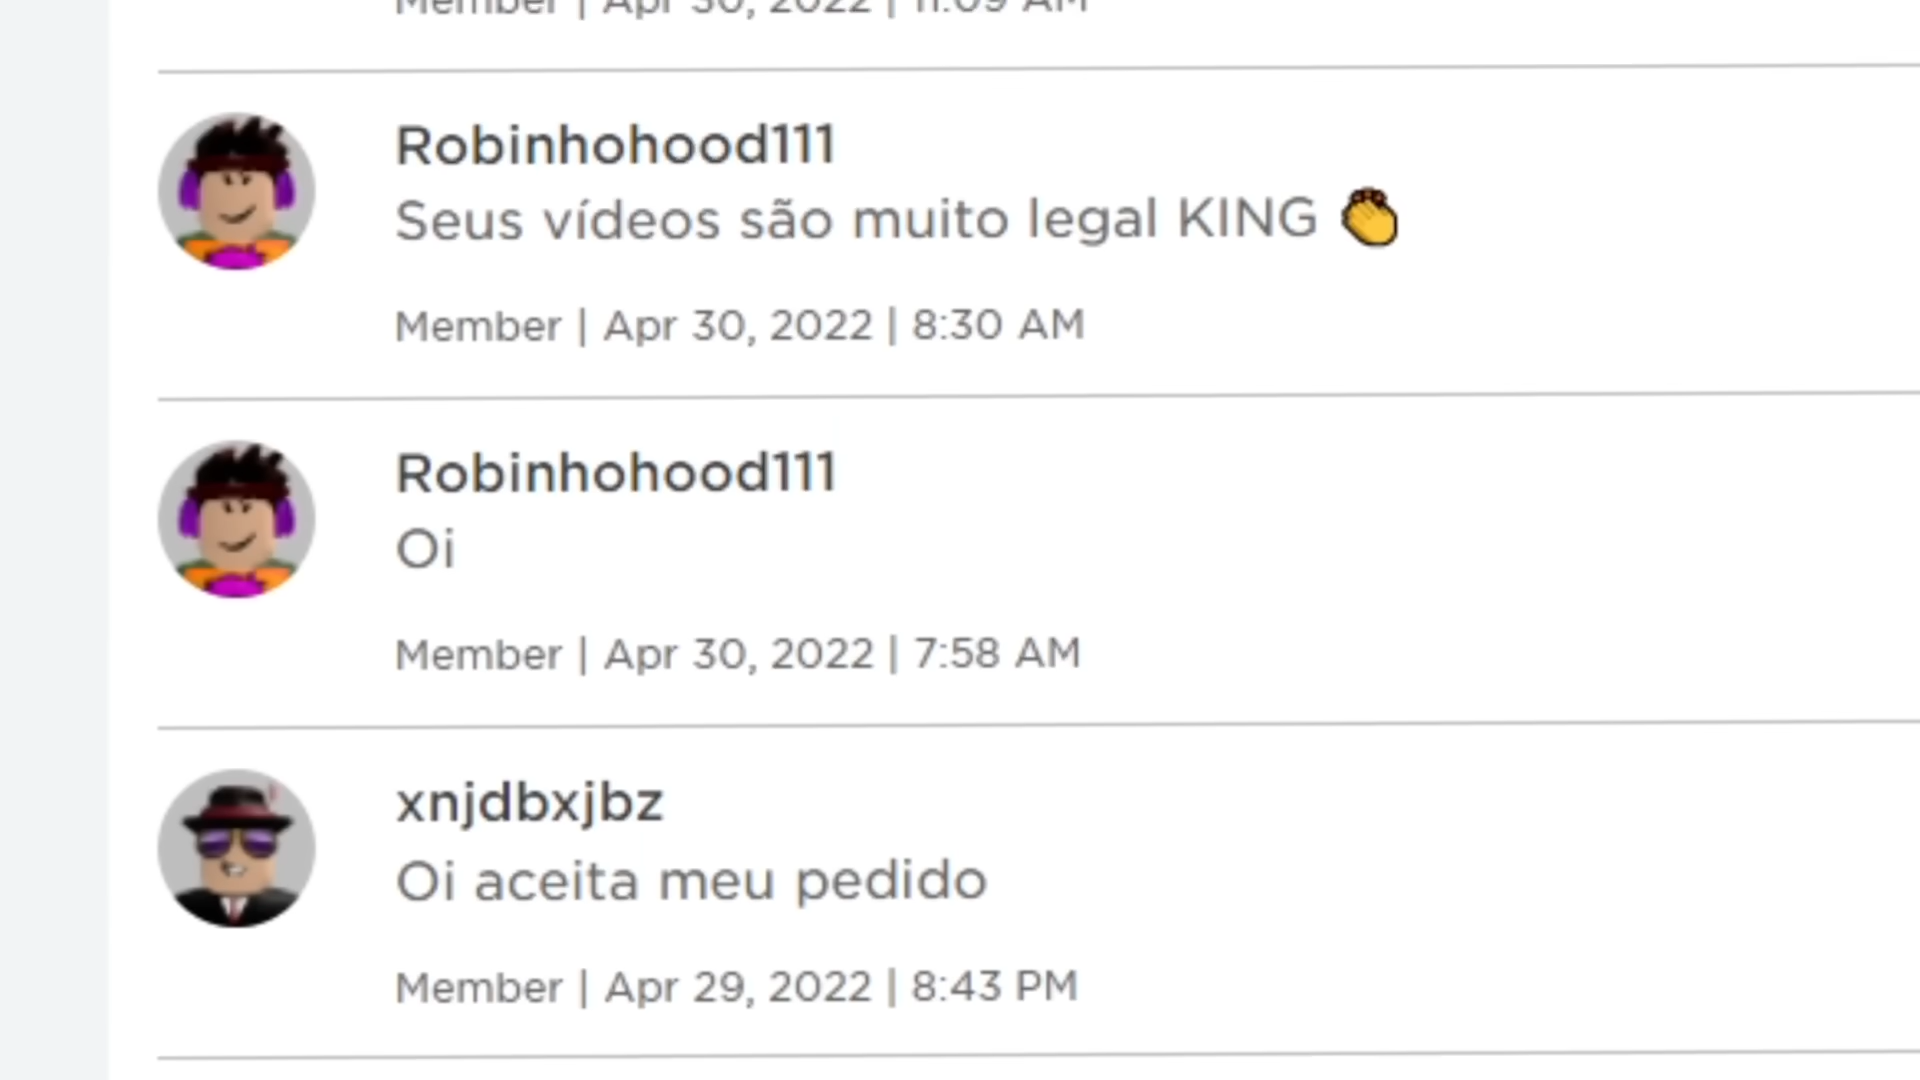 Member | Apr 30, 2022 | 11:09 AM
Robinhohood111
Seus vídeos são muito legal KING 👏
Member | Apr 30, 2022 | 8:30 AM
Robinhohood111
Oi
Member | Apr 30, 2022 | 7:58 AM
xnjdbxjbz
Oi aceita meu pedido
Member | Apr 29, 2022 | 8:43 PM